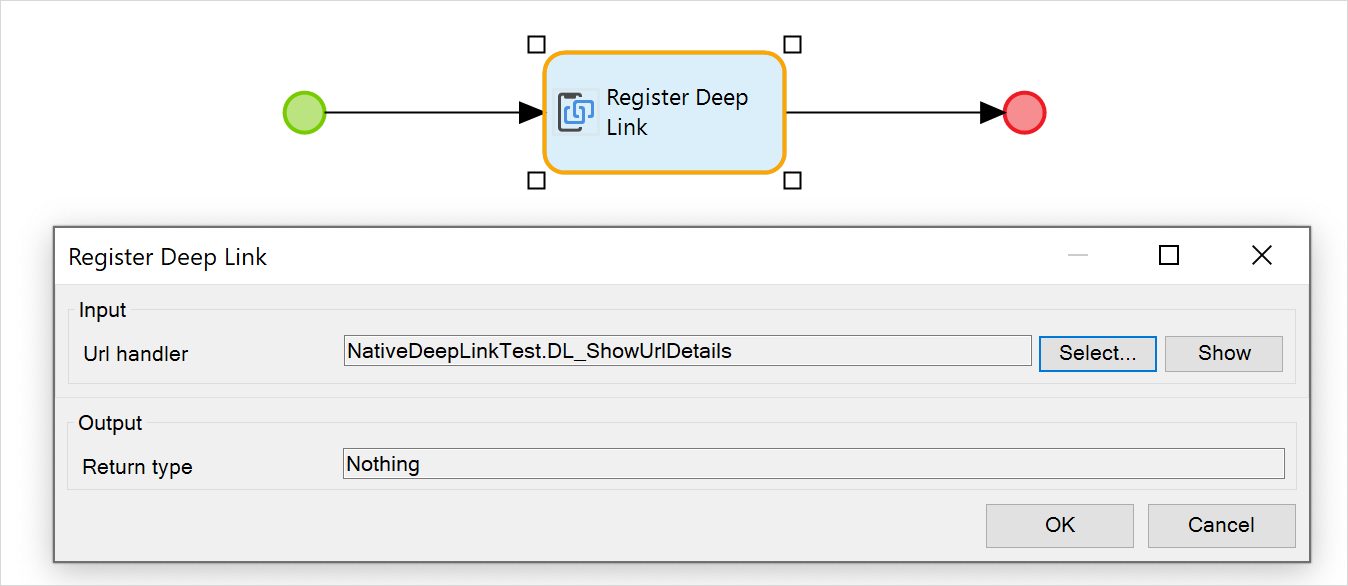 Register Deep
Link
Register Deep Link
Input
Url handler
NativeDeepLinkTest.DL_ShowUrlDetails
Select...
Show
Output
Return type
Nothing
OK
Cancel